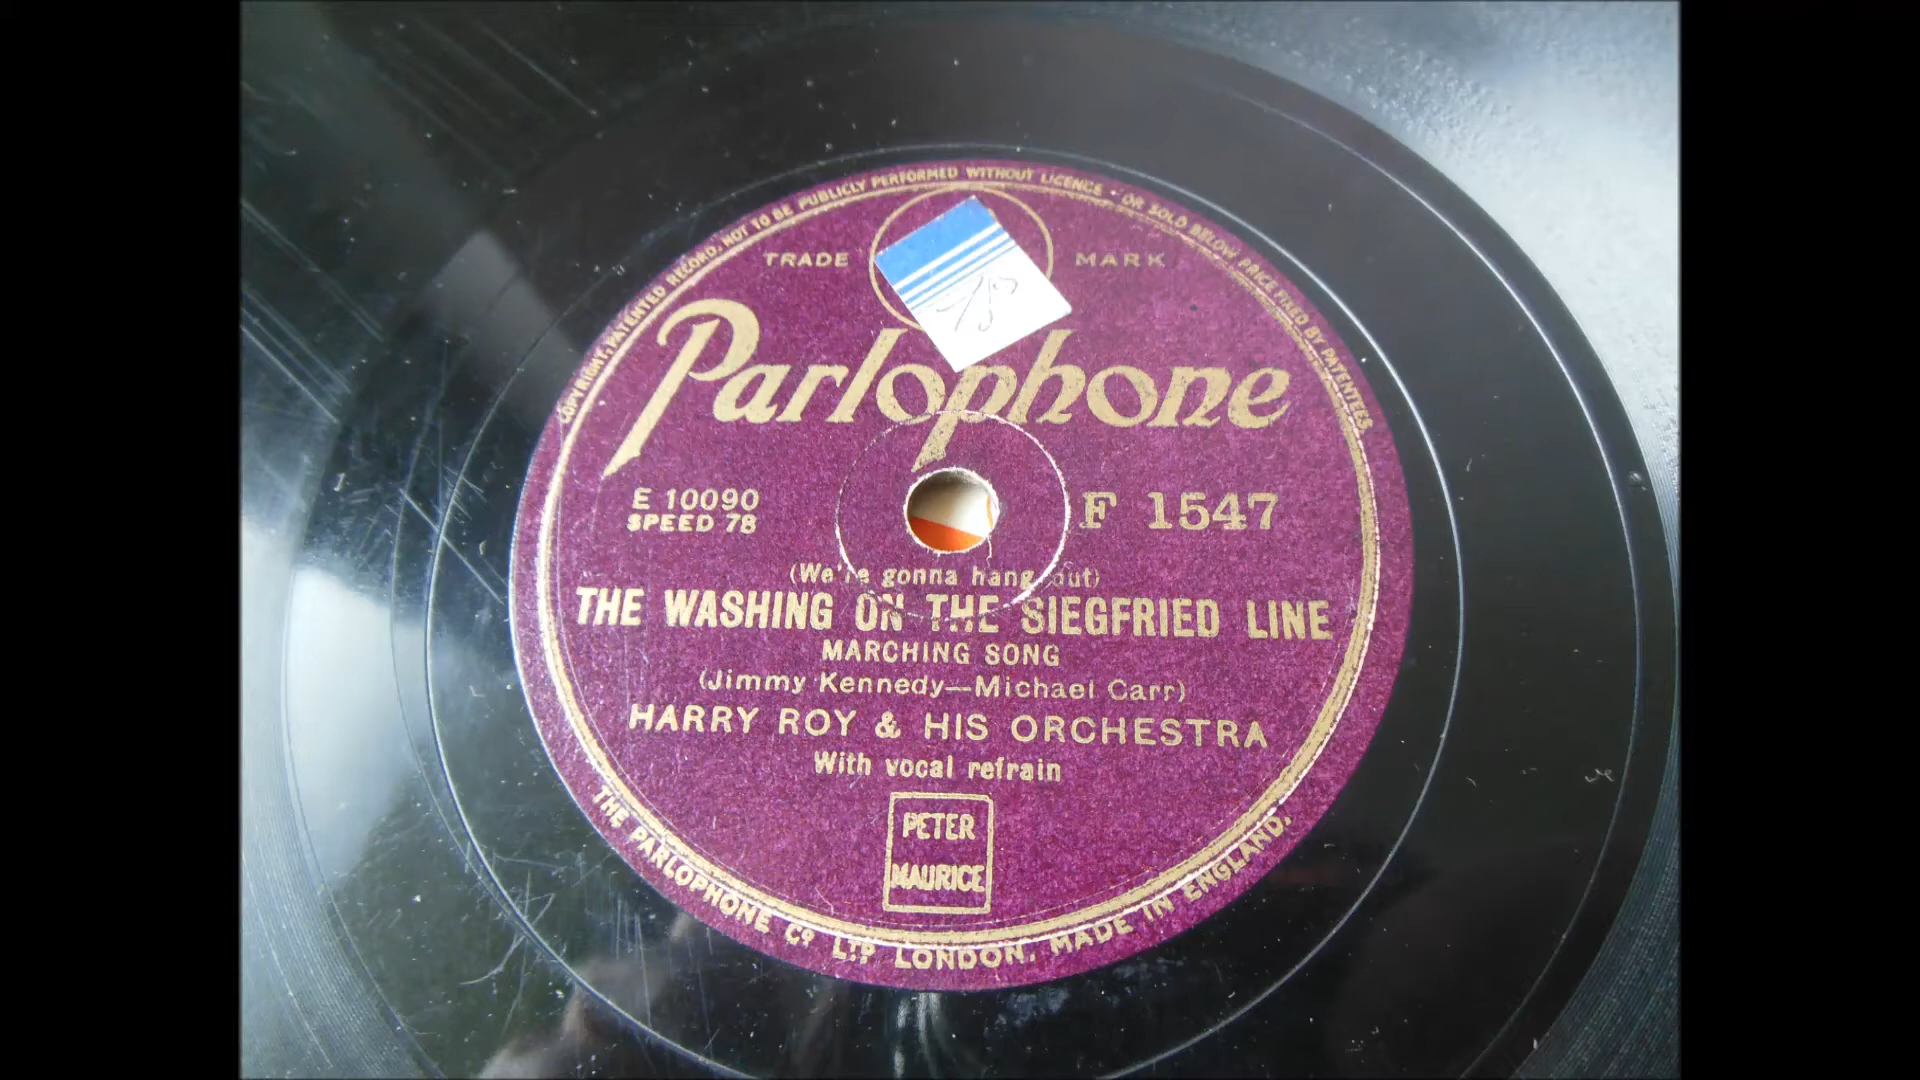 COPYRIGHT. PATENTED RECORD. NOT TO BE PUBLICLY PERFORMED WITHOUT LICENCE - OR SOLD BELOW PRICE FIXED BY PATENTEES
TRADE MARK
Parlophone
E 10090
SPEED 78
F 1547
(We're gonna hang out)
THE WASHING ON THE SIEGFRIED LINE
MARCHING SONG
(Jimmy Kennedy—Michael Carr)
HARRY ROY & HIS ORCHESTRA
With vocal refrain
PETER
MAURICE
THE PARLOPHONE Co. LTD. LONDON. MADE IN ENGLAND.